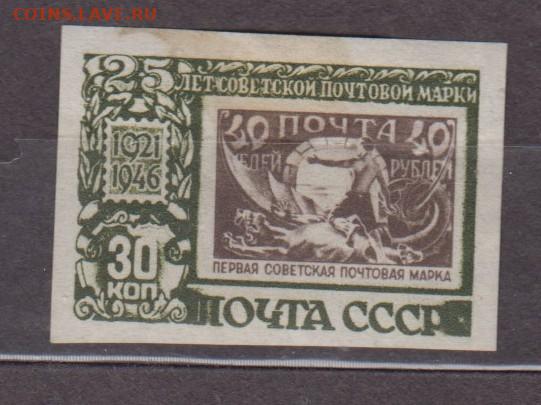 COINS.LAVE.RU
25
ЛЕТ·СОВЕТСКОЙ ПОЧТОВОЙ МАРКИ
40 ПОЧТА 40
РУБЛЕЙ РУБЛЕЙ
1921
1946
30
КОП
ПЕРВАЯ СОВЕТСКАЯ ПОЧТОВАЯ МАРКА
ПОЧТА СССР